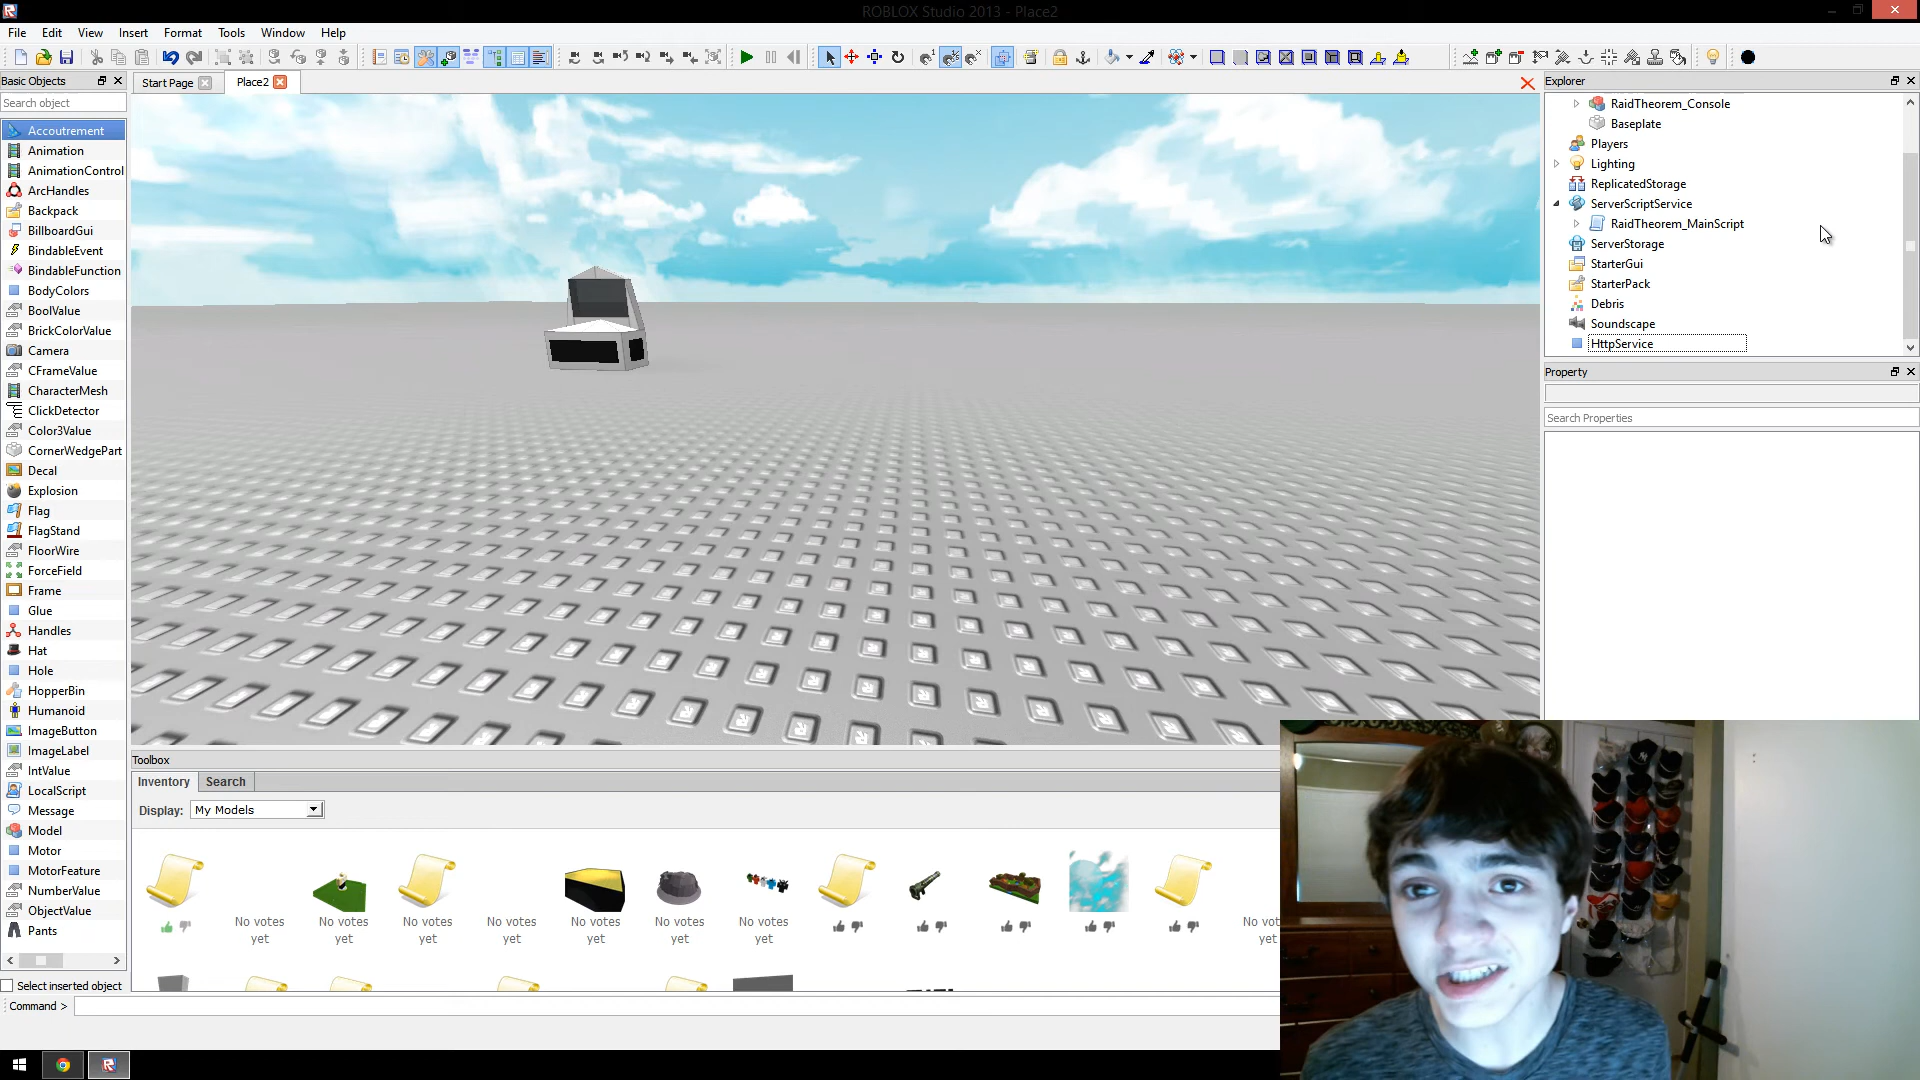 ROBLOX Studio 2013 - Place2
File Edit View Insert Format Tools Window Help
Basic Objects
Search object
Accoutrement
Animation
AnimationControl
ArcHandles
Backpack
BillboardGui
BindableEvent
BindableFunction
BodyColors
BoolValue
BrickColorValue
Camera
CFrameValue
CharacterMesh
ClickDetector
Color3Value
CornerWedgePart
Decal
Explosion
Flag
FlagStand
FloorWire
ForceField
Frame
Glue
Handles
Hat
Hole
HopperBin
Humanoid
ImageButton
ImageLabel
IntValue
LocalScript
Message
Model
Motor
MotorFeature
NumberValue
ObjectValue
Pants
Select inserted object
Command >
Start Page
Place2
Toolbox
Inventory Search
Display: My Models
No votes yet
No votes yet
No votes yet
No votes yet
No votes yet
No votes yet
No vot
yet
Explorer
RaidTheorem_Console
Baseplate
Players
Lighting
ReplicatedStorage
ServerScriptService
RaidTheorem_MainScript
ServerStorage
StarterGui
StarterPack
Debris
Soundscape
HttpService
Property
Search Properties